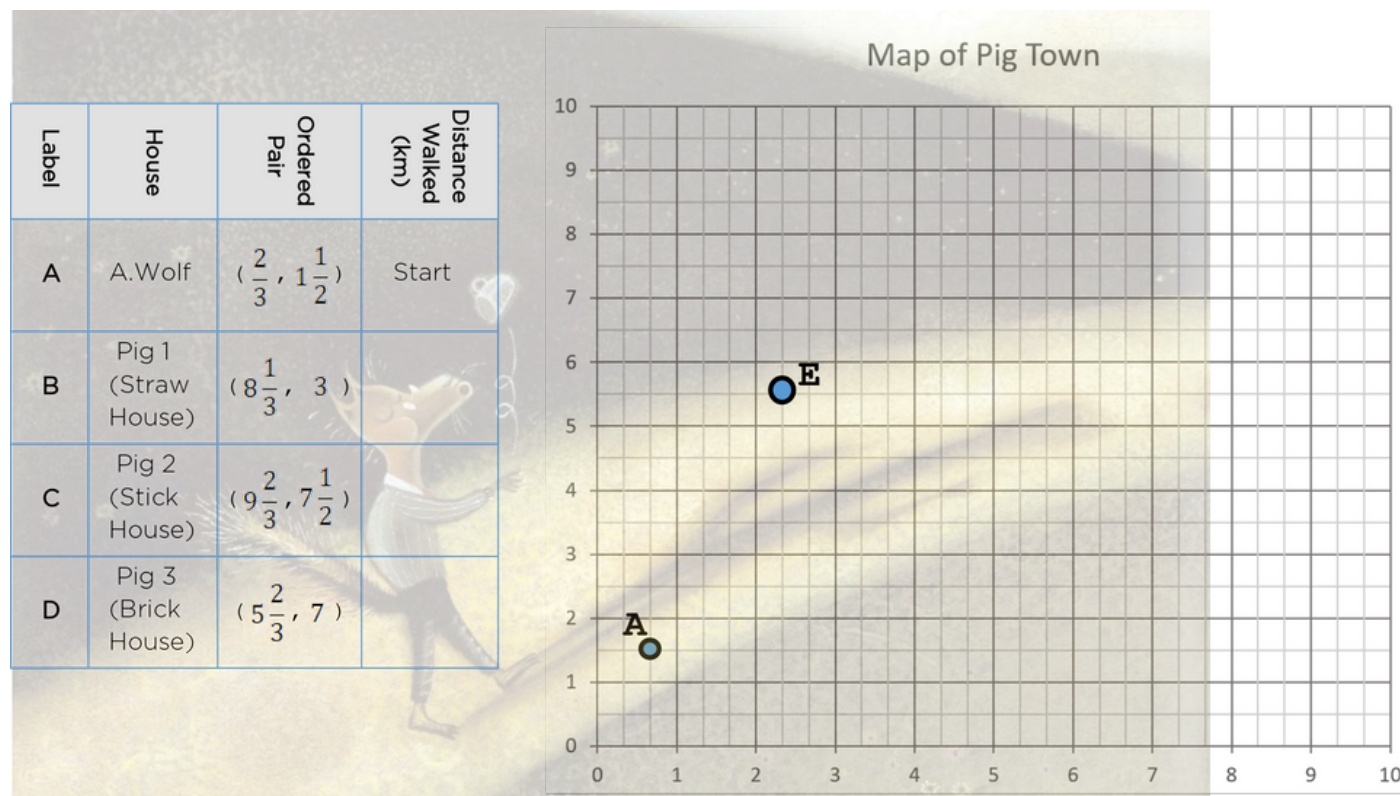 Map of Pig Town
Label
House
Ordered
Pair
Distance
Walked
(km)
A
A.Wolf
( 2/3 , 1 1/2 )
Start
B
Pig 1
(Straw
House)
( 8 1/3 , 3 )
C
Pig 2
(Stick
House)
( 9 2/3 , 7 1/2 )
D
Pig 3
(Brick
House)
( 5 2/3 , 7 )
10
9
8
7
6
5
4
3
2
1
0
E
A
0 1 2 3 4 5 6 7 8 9 10